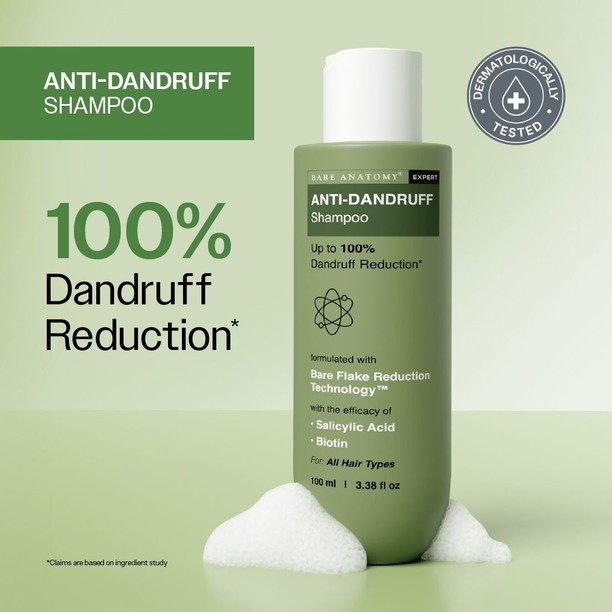 ANTI-DANDRUFF
SHAMPOO
DERMATOLOGICALLY
• TESTED •
100%
Dandruff
Reduction*
BARE ANATOMY® EXPERT
ANTI-DANDRUFF
Shampoo
Up to 100%
Dandruff Reduction*
formulated with
Bare Flake Reduction
Technology™
with the efficacy of
• Salicylic Acid
• Biotin
For: All Hair Types
100 ml | 3.38 fl oz
*Claims are based on ingredient study